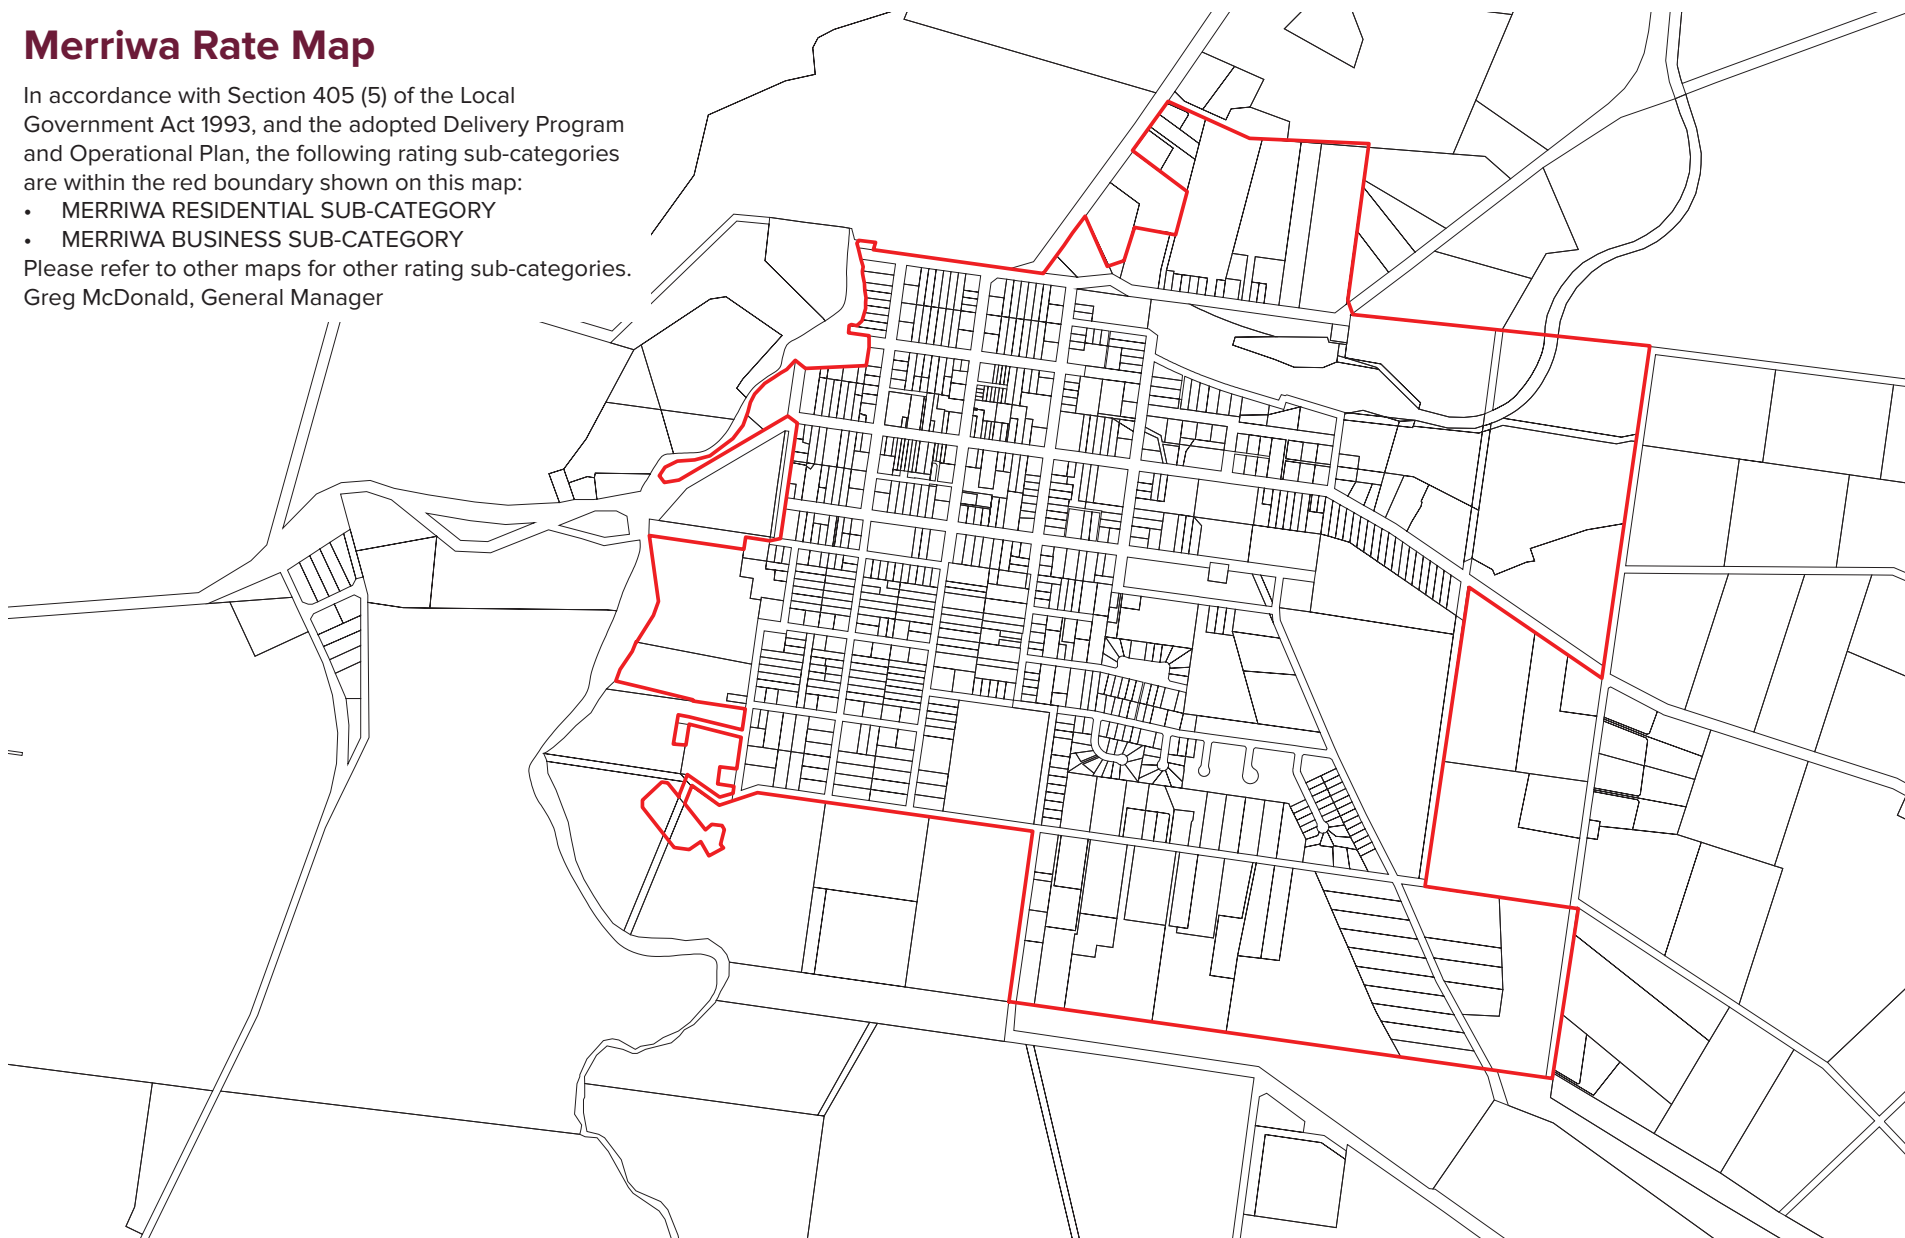 Merriwa Rate Map
In accordance with Section 405 (5) of the Local
Government Act 1993, and the adopted Delivery Program
and Operational Plan, the following rating sub-categories
are within the red boundary shown on this map:
• MERRIWA RESIDENTIAL SUB-CATEGORY
• MERRIWA BUSINESS SUB-CATEGORY
Please refer to other maps for other rating sub-categories.
Greg McDonald, General Manager